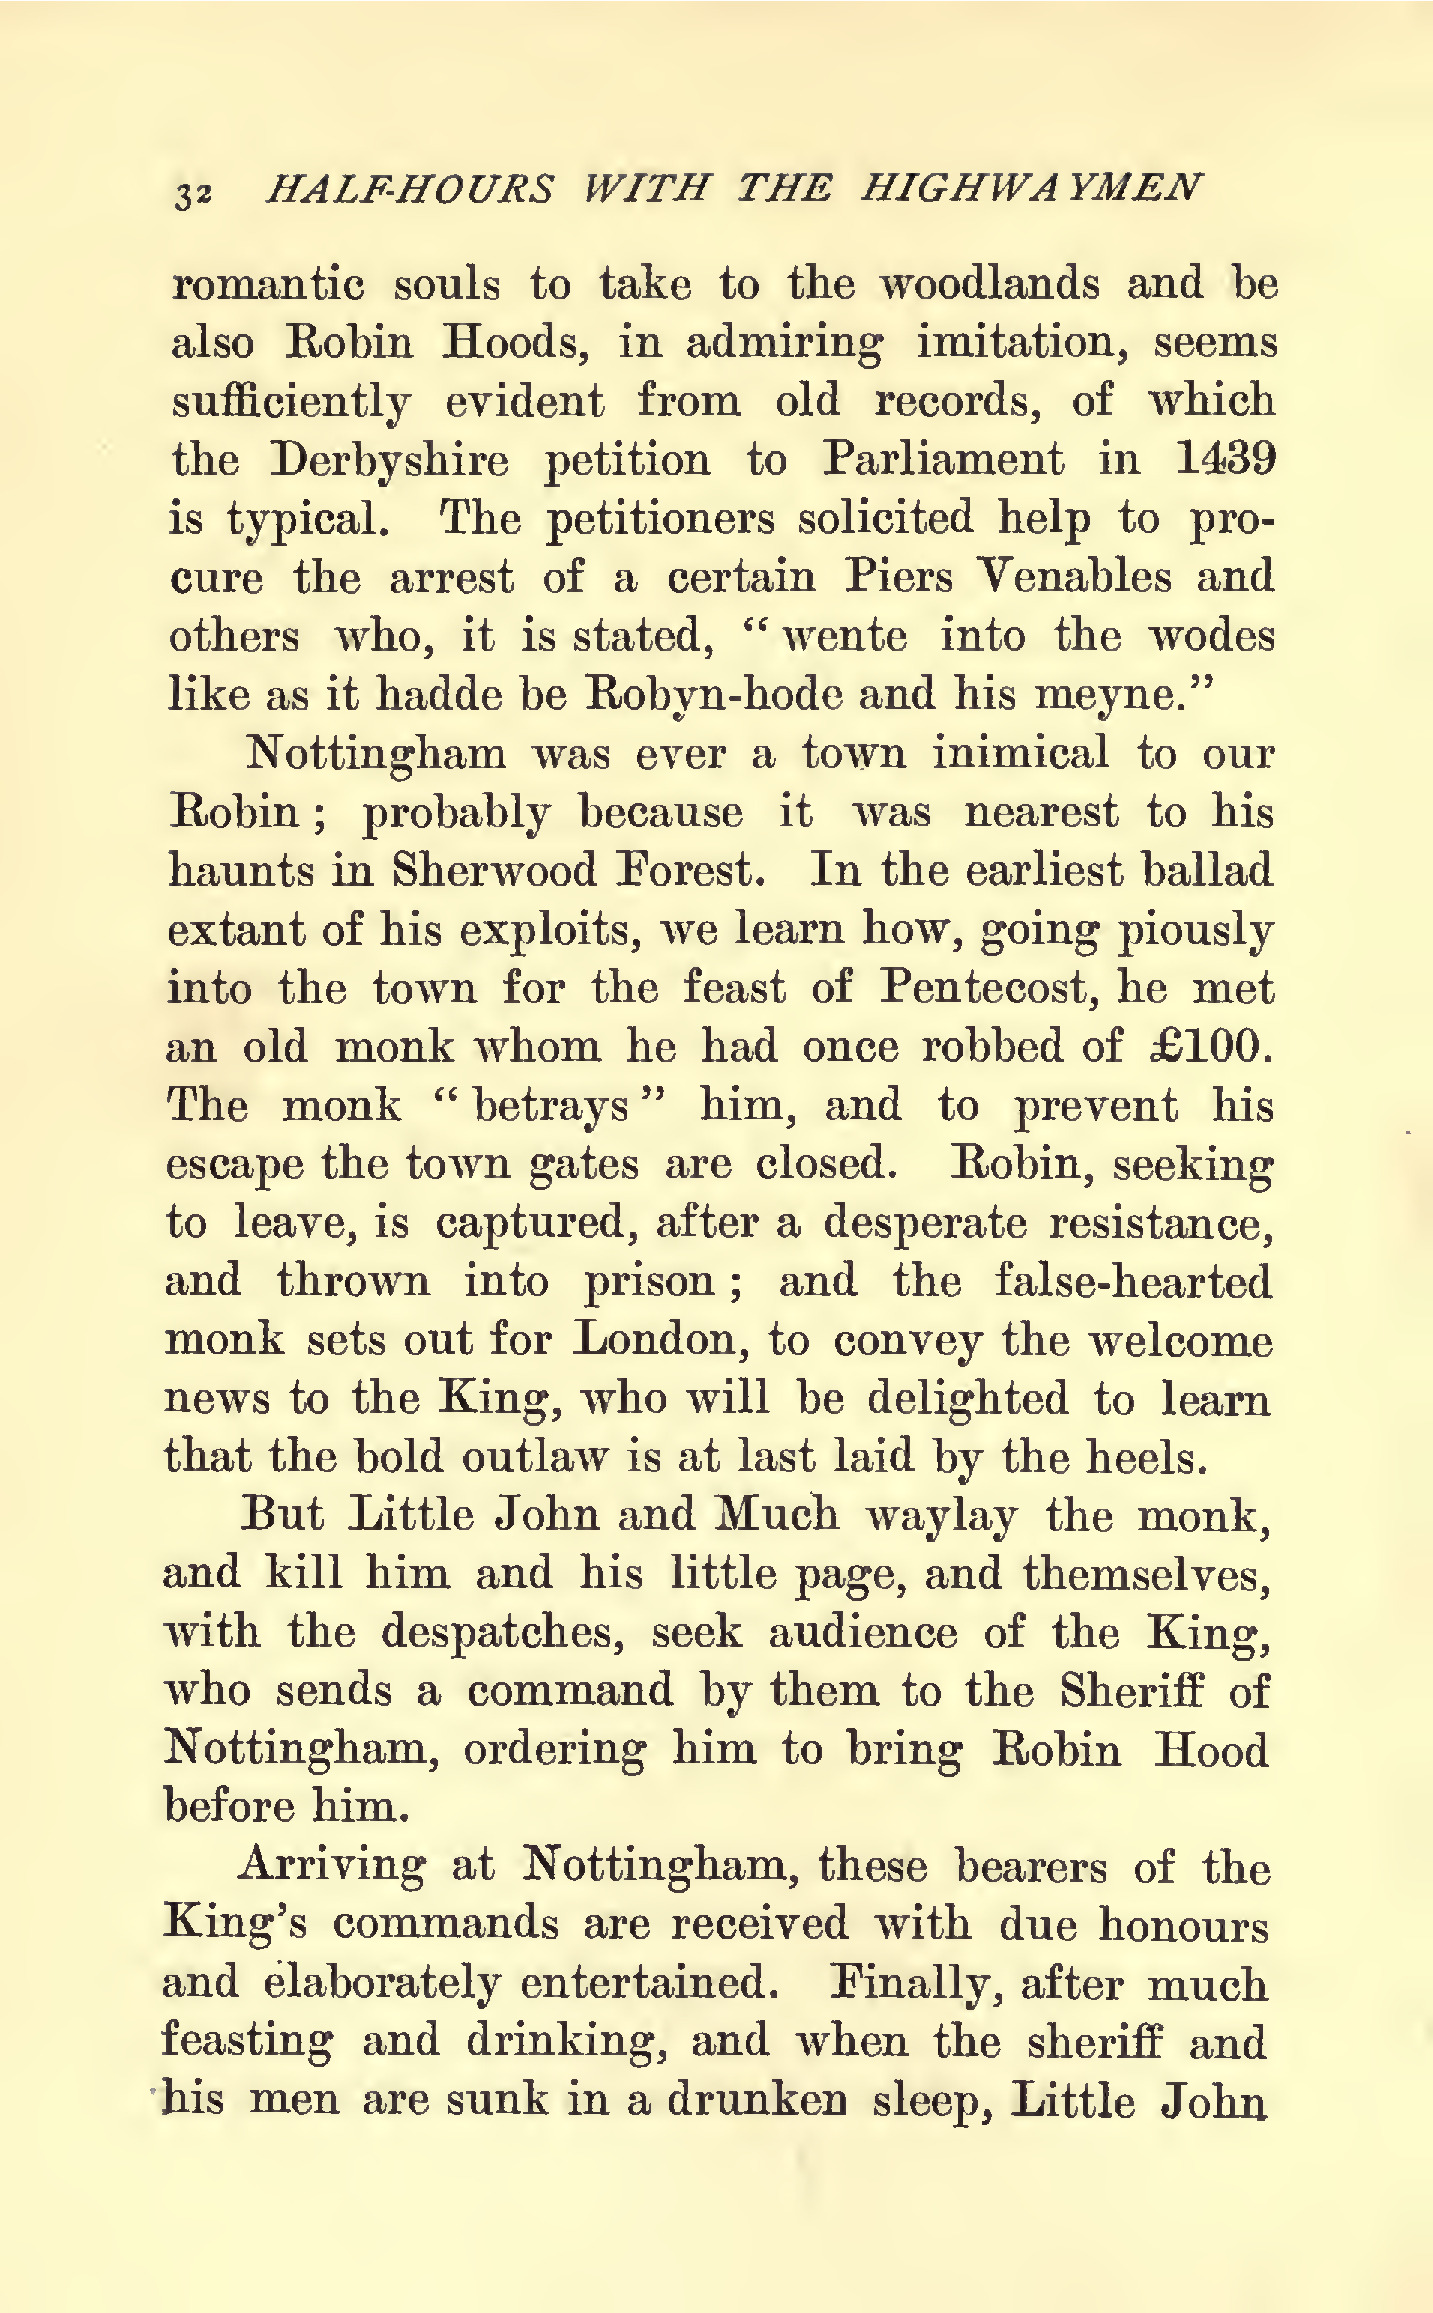 32 HALF-HOURS WITH THE HIGHWAYMEN
romantic souls to take to the woodlands and be
also Robin Hoods, in admiring imitation, seems
sufficiently evident from old records, of which
the Derbyshire petition to Parliament in 1439
is typical. The petitioners solicited help to pro-
cure the arrest of a certain Piers Venables and
others who, it is stated, “ wente into the wodes
like as it hadde be Robyn-hode and his meyne.”
Nottingham was ever a town inimical to our
Robin ; probably because it was nearest to his
haunts in Sherwood Forest. In the earliest ballad
extant of his exploits, we learn how, going piously
into the town for the feast of Pentecost, he met
an old monk whom he had once robbed of £100.
The monk “ betrays ” him, and to prevent his
escape the town gates are closed. Robin, seeking
to leave, is captured, after a desperate resistance,
and thrown into prison ; and the false-hearted
monk sets out for London, to convey the welcome
news to the King, who will be delighted to learn
that the bold outlaw is at last laid by the heels.
But Little John and Much waylay the monk,
and kill him and his little page, and themselves,
with the despatches, seek audience of the King,
who sends a command by them to the Sheriff of
Nottingham, ordering him to bring Robin Hood
before him.
Arriving at Nottingham, these bearers of the
King’s commands are received with due honours
and elaborately entertained. Finally, after much
feasting and drinking, and when the sheriff and
his men are sunk in a drunken sleep, Little John